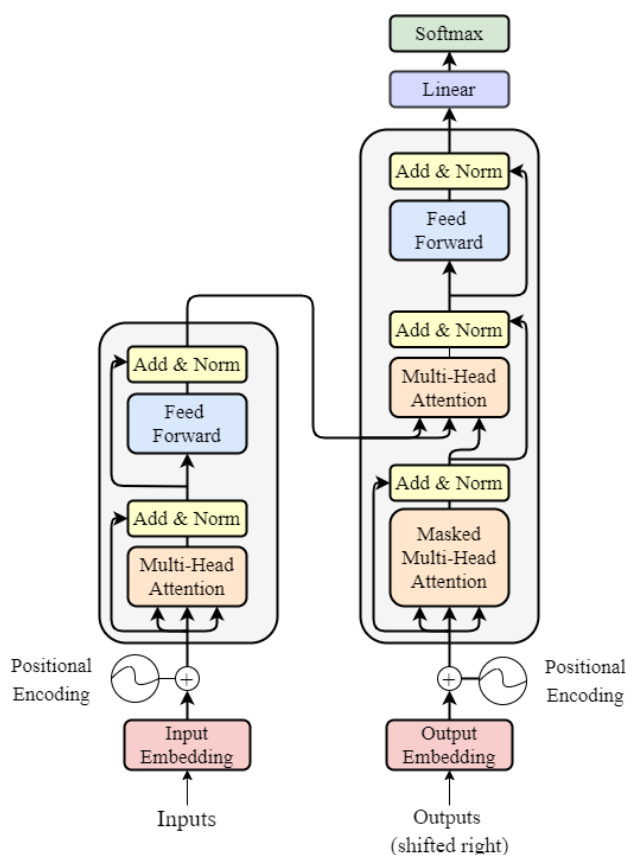 Softmax
Linear
Add & Norm
Feed
Forward
Add & Norm
Multi-Head
Attention
Add & Norm
Masked
Multi-Head
Attention
Add & Norm
Feed
Forward
Add & Norm
Multi-Head
Attention
Positional
Encoding
+
+
Positional
Encoding
Input
Embedding
Output
Embedding
Inputs
Outputs
(shifted right)